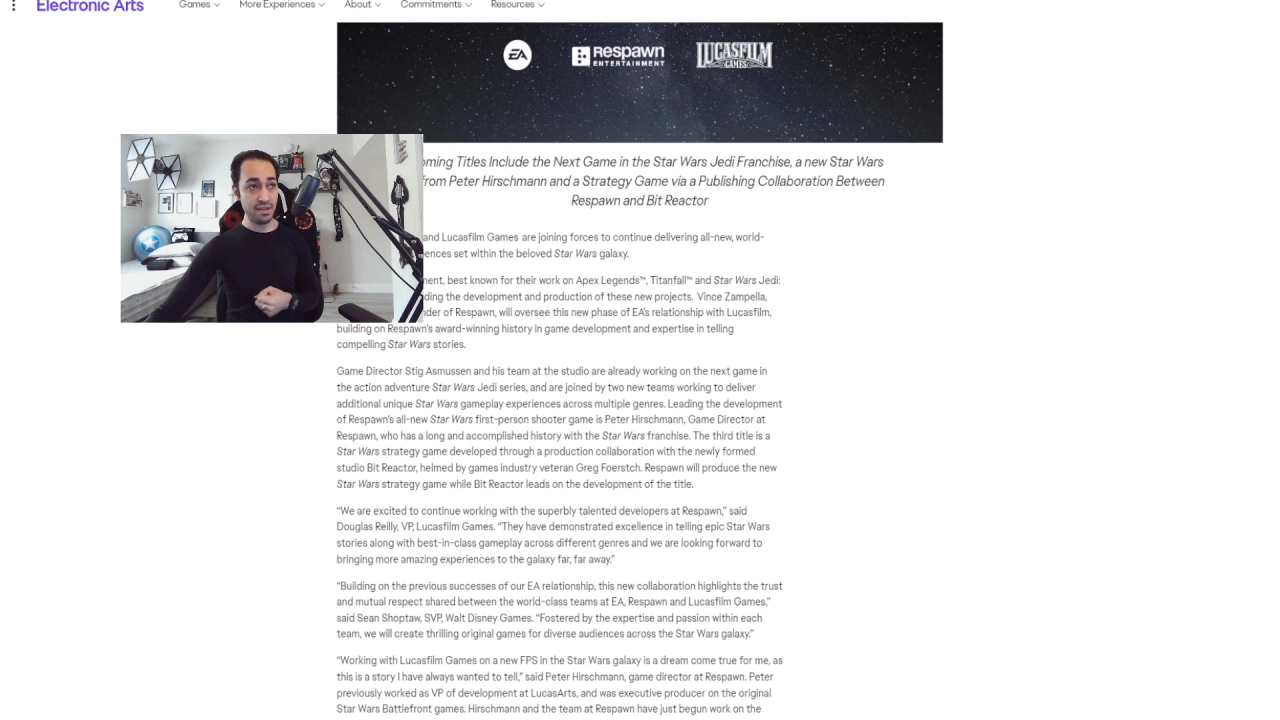 Electronic Arts
Games
More Experiences
About
Commitments
Resources
EA
Respawn
ENTERTAINMENT
LUCASFILM
GAMES
oming Titles Include the Next Game in the Star Wars Jedi Franchise, a new Star Wars
from Peter Hirschmann and a Strategy Game via a Publishing Collaboration Between
Respawn and Bit Reactor
and Lucasfilm Games are joining forces to continue delivering all-new, world-
ences set within the beloved Star Wars galaxy.
ment, best known for their work on Apex Legends™, Titanfall™ and Star Wars Jedi:
ding the development and production of these new projects. Vince Zampella,
nder of Respawn, will oversee this new phase of EA's relationship with Lucasfilm,
building on Respawn's award-winning history in game development and expertise in telling
compelling Star Wars stories.
Game Director Stig Asmussen and his team at the studio are already working on the next game in
the action adventure Star Wars Jedi series, and are joined by two new teams working to deliver
additional unique Star Wars gameplay experiences across multiple genres. Leading the development
of Respawn's all-new Star Wars first-person shooter game is Peter Hirschmann, Game Director at
Respawn, who has a long and accomplished history with the Star Wars franchise. The third title is a
Star Wars strategy game developed through a production collaboration with the newly formed
studio Bit Reactor, helmed by games industry veteran Greg Foerstch. Respawn will produce the new
Star Wars strategy game while Bit Reactor leads on the development of the title.
"We are excited to continue working with the superbly talented developers at Respawn," said
Douglas Reilly, VP, Lucasfilm Games. "They have demonstrated excellence in telling epic Star Wars
stories along with best-in-class gameplay across different genres and we are looking forward to
bringing more amazing experiences to the galaxy far, far away."
"Building on the previous successes of our EA relationship, this new collaboration highlights the trust
and mutual respect shared between the world-class teams at EA, Respawn and Lucasfilm Games,"
said Sean Shoptaw, SVP, Walt Disney Games. "Fostered by the expertise and passion within each
team, we will create thrilling original games for diverse audiences across the Star Wars galaxy."
"Working with Lucasfilm Games on a new FPS in the Star Wars galaxy is a dream come true for me, as
this is a story I have always wanted to tell," said Peter Hirschmann, game director at Respawn. Peter
previously worked as VP of development at LucasArts, and was executive producer on the original
Star Wars Battlefront games. Hirschmann and the team at Respawn have just begun work on the